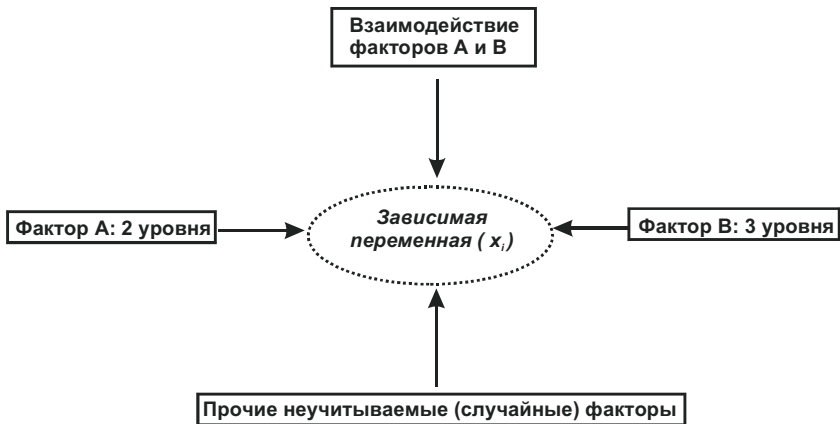 Взаимодействие
факторов А и В
Фактор А: 2 уровня
Зависимая
переменная ( xᵢ)
Фактор В: 3 уровня
Прочие неучитываемые (случайные) факторы